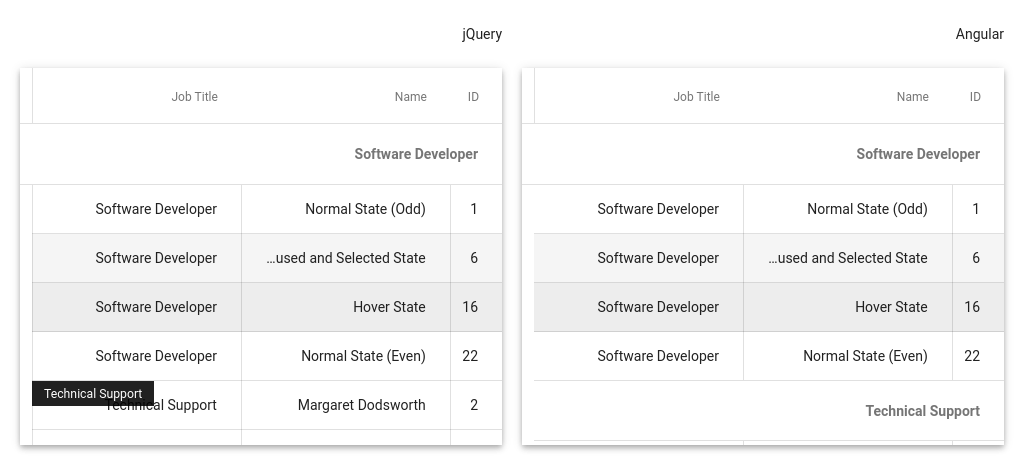 jQuery
Job Title Name ID
Software Developer
Software Developer Normal State (Odd) 1
Software Developer …used and Selected State 6
Software Developer Hover State 16
Software Developer Normal State (Even) 22
Technical Support
Technical Support Margaret Dodsworth 2
Angular
Job Title Name ID
Software Developer
Software Developer Normal State (Odd) 1
Software Developer …used and Selected State 6
Software Developer Hover State 16
Software Developer Normal State (Even) 22
Technical Support